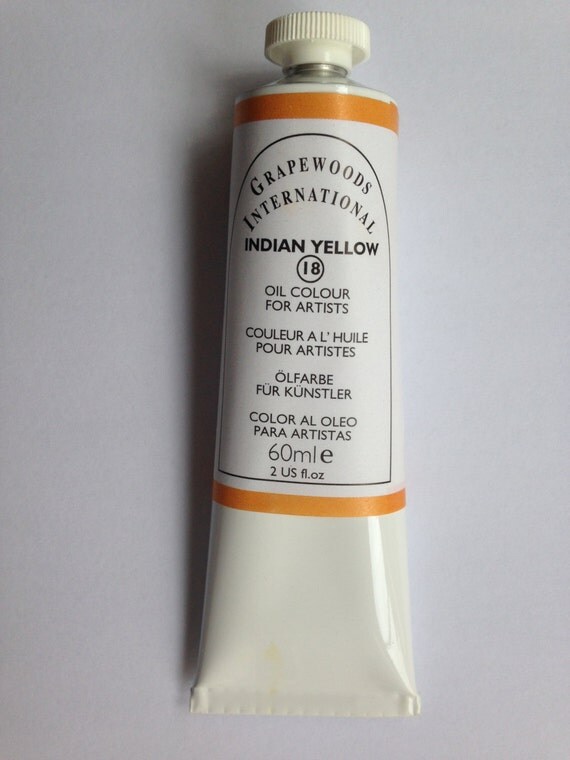 GRAPEWOODS
INTERNATIONAL
INDIAN YELLOW
18
OIL COLOUR
FOR ARTISTS
COULEUR A L' HUILE
POUR ARTISTES
ÖLFARBE
FÜR KÜNSTLER
COLOR AL OLEO
PARA ARTISTAS
60ml e
2 US fl.oz